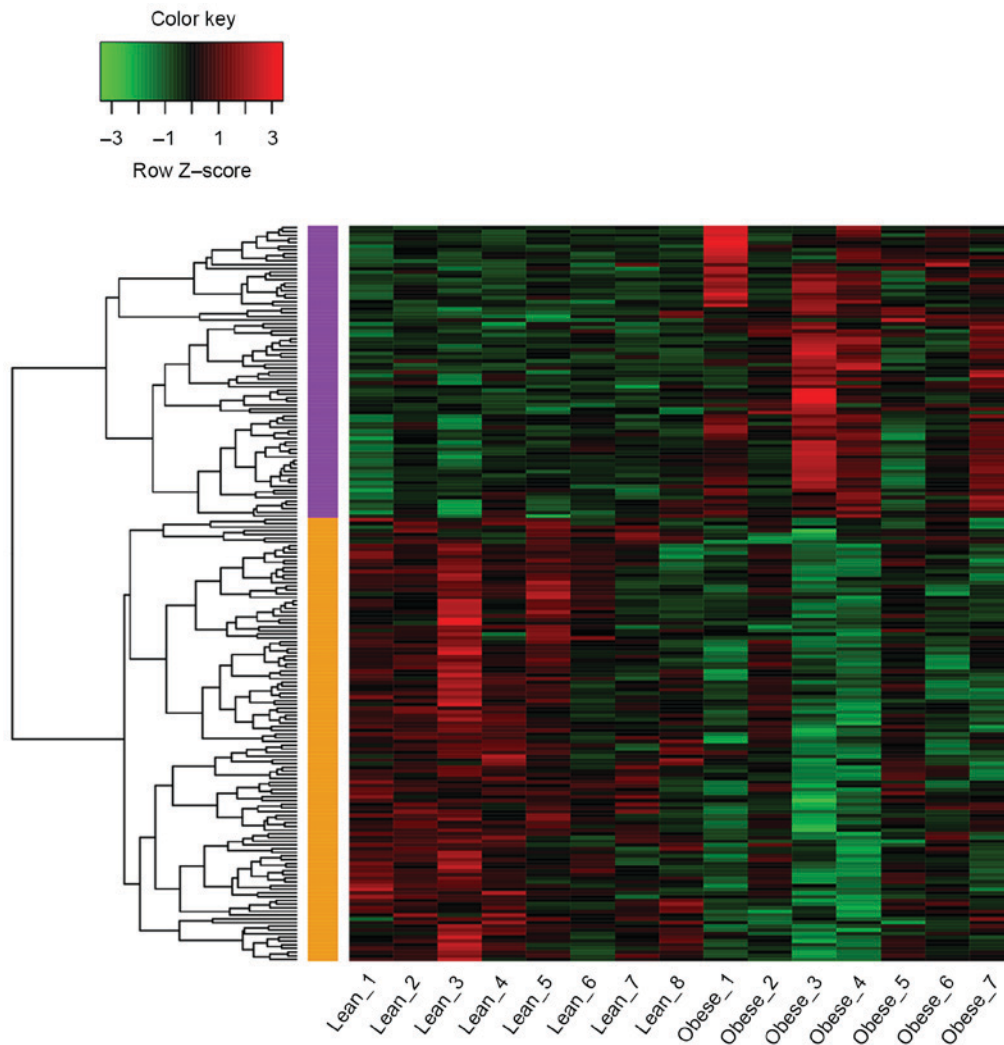 Color key
–3 –1 1 3
Row Z–score
Lean_1
Lean_2
Lean_3
Lean_4
Lean_5
Lean_6
Lean_7
Lean_8
Obese_1
Obese_2
Obese_3
Obese_4
Obese_5
Obese_6
Obese_7